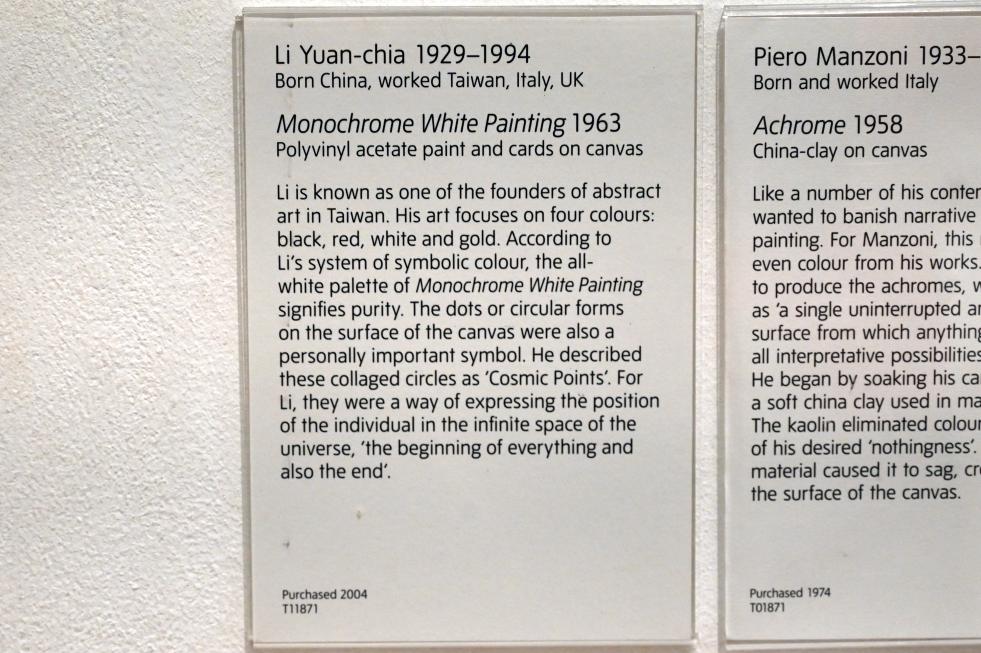 Li Yuan-chia 1929–1994
Born China, worked Taiwan, Italy, UK
Monochrome White Painting 1963
Polyvinyl acetate paint and cards on canvas
Li is known as one of the founders of abstract
art in Taiwan. His art focuses on four colours:
black, red, white and gold. According to
Li’s system of symbolic colour, the all-
white palette of Monochrome White Painting
signifies purity. The dots or circular forms
on the surface of the canvas were also a
personally important symbol. He described
these collaged circles as ‘Cosmic Points’. For
Li, they were a way of expressing the position
of the individual in the infinite space of the
universe, ‘the beginning of everything and
also the end’.
Purchased 2004
T11871
Piero Manzoni 1933–
Born and worked Italy
Achrome 1958
China-clay on canvas
Like a number of his
wanted to banish narrative
painting. For Manzoni, this
even colour from his works.
to produce the achromes,
as ‘a single uninterrupted
surface from which anything
all interpretative possibilities
He began by soaking his
a soft china clay used in
The kaolin eliminated
of his desired ‘nothingness’.
material caused it to sag,
the surface of the canvas.
Purchased 1974
T01871